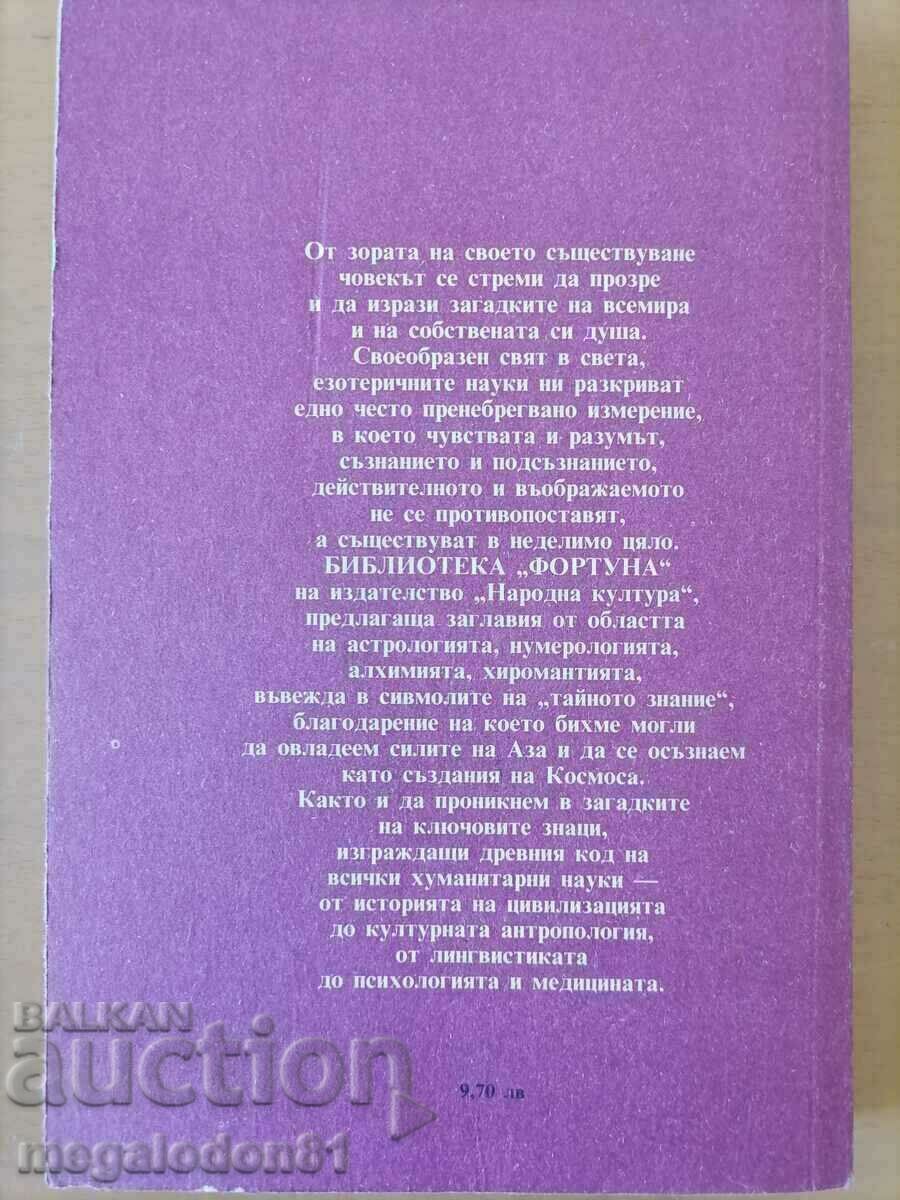 От зората на своето съществуване
човекът се стреми да прозре
и да изрази загадките на всемира
и на собствената си душа.
Своеобразен свят в света,
езотеричните науки ни разкриват
едно често пренебрегвано измерение,
в което чувствата и разумът,
съзнанието и подсъзнанието,
действителното и въображаемото
не се противопоставят,
а съществуват в неделимо цяло.
БИБЛИОТЕКА „ФОРТУНА“
на издателство „Народна култура“,
предлагаща заглавия от областта
на астрологията, нумерологията,
алхимията, хиромантията,
въвежда в сивмолите на „тайното знание“,
благодарение на което бихме могли
да овладеем силите на Аза и да се осъзнаем
като създания на Космоса.
Както и да проникнем в загадките
на ключовите знаци,
изграждащи древния код на
всички хуманитарни науки —
от историята на цивилизацията
до културната антропология,
от лингвистиката
до психологията и медицината.
9,70 лв
BALKAN
auction
megalodon81